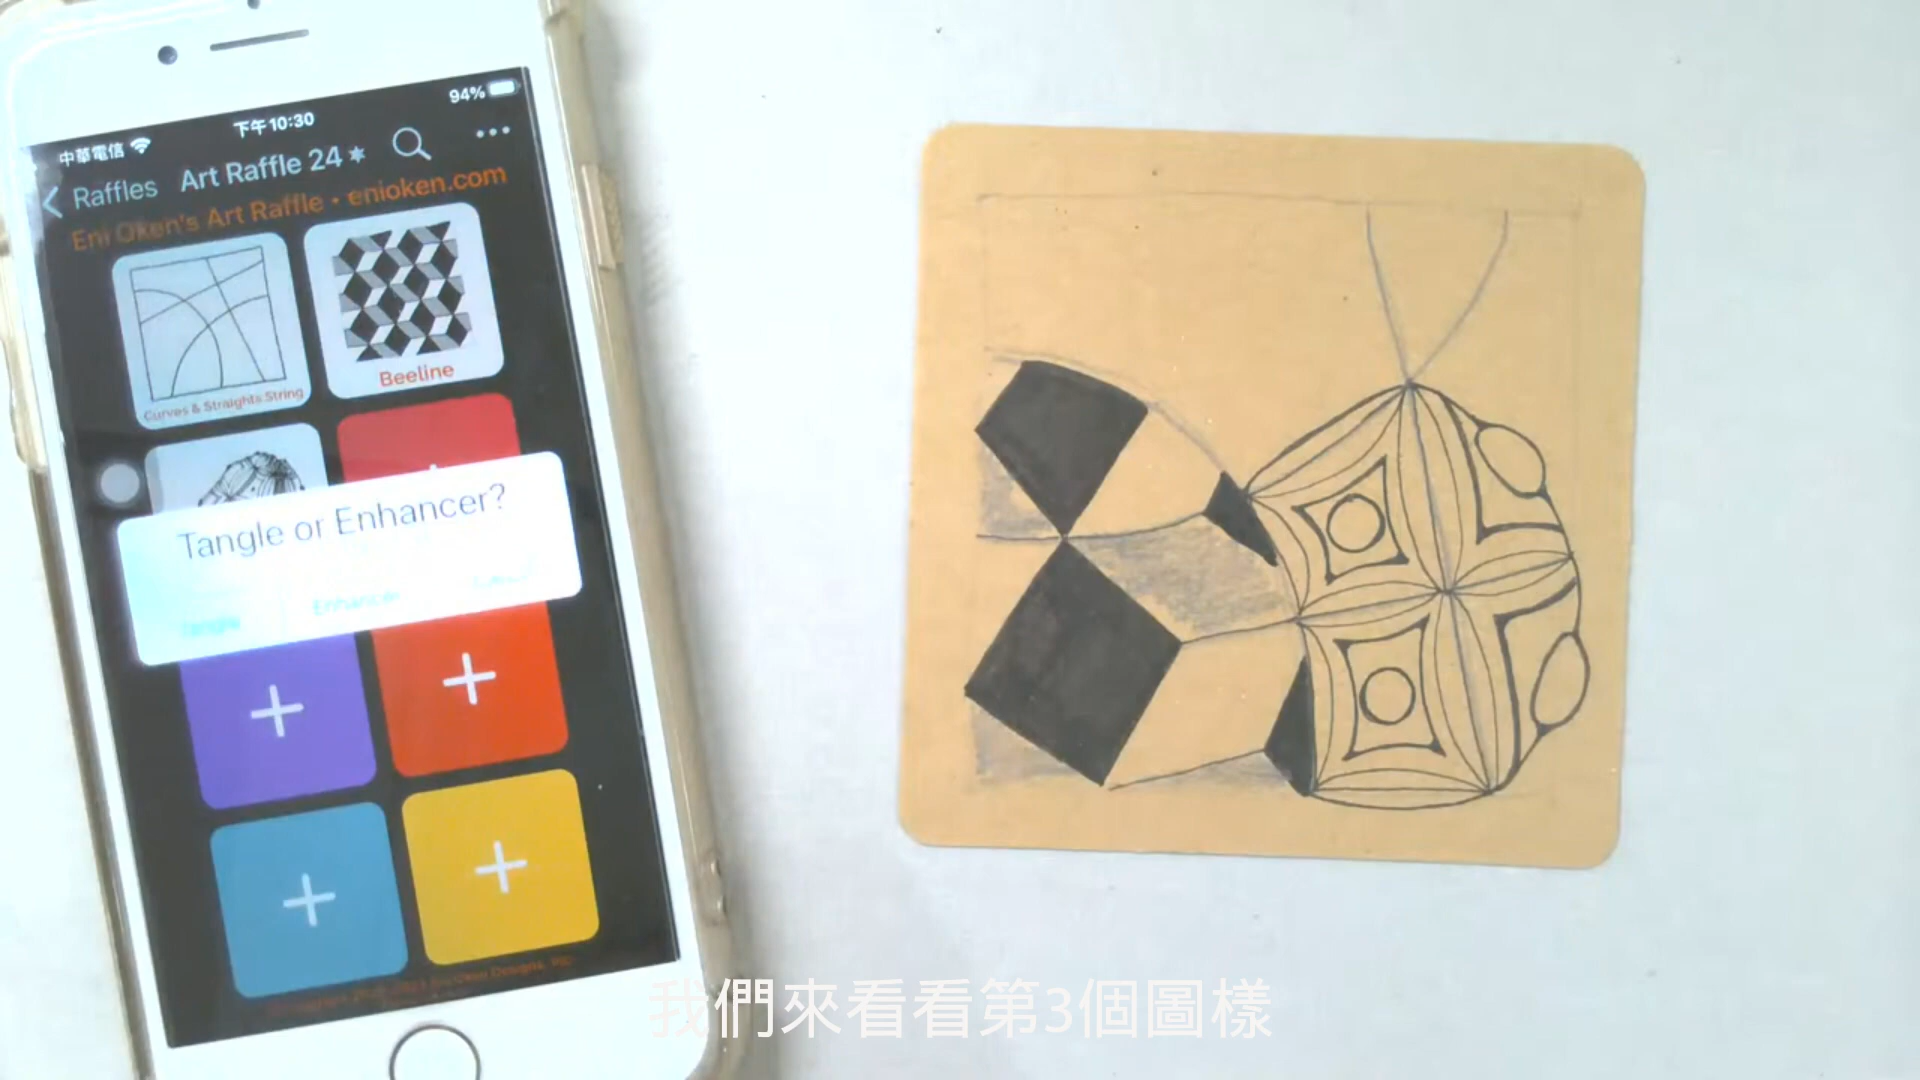 94%
中華電信
下午10:30
Raffles
Art Raffle 24 *
Eni Oken's Art Raffle • enioken.com
Curves & Straights String
Beeline
Tangle or Enhancer?
Tangle
Enhancer
我們來看看第3個圖樣